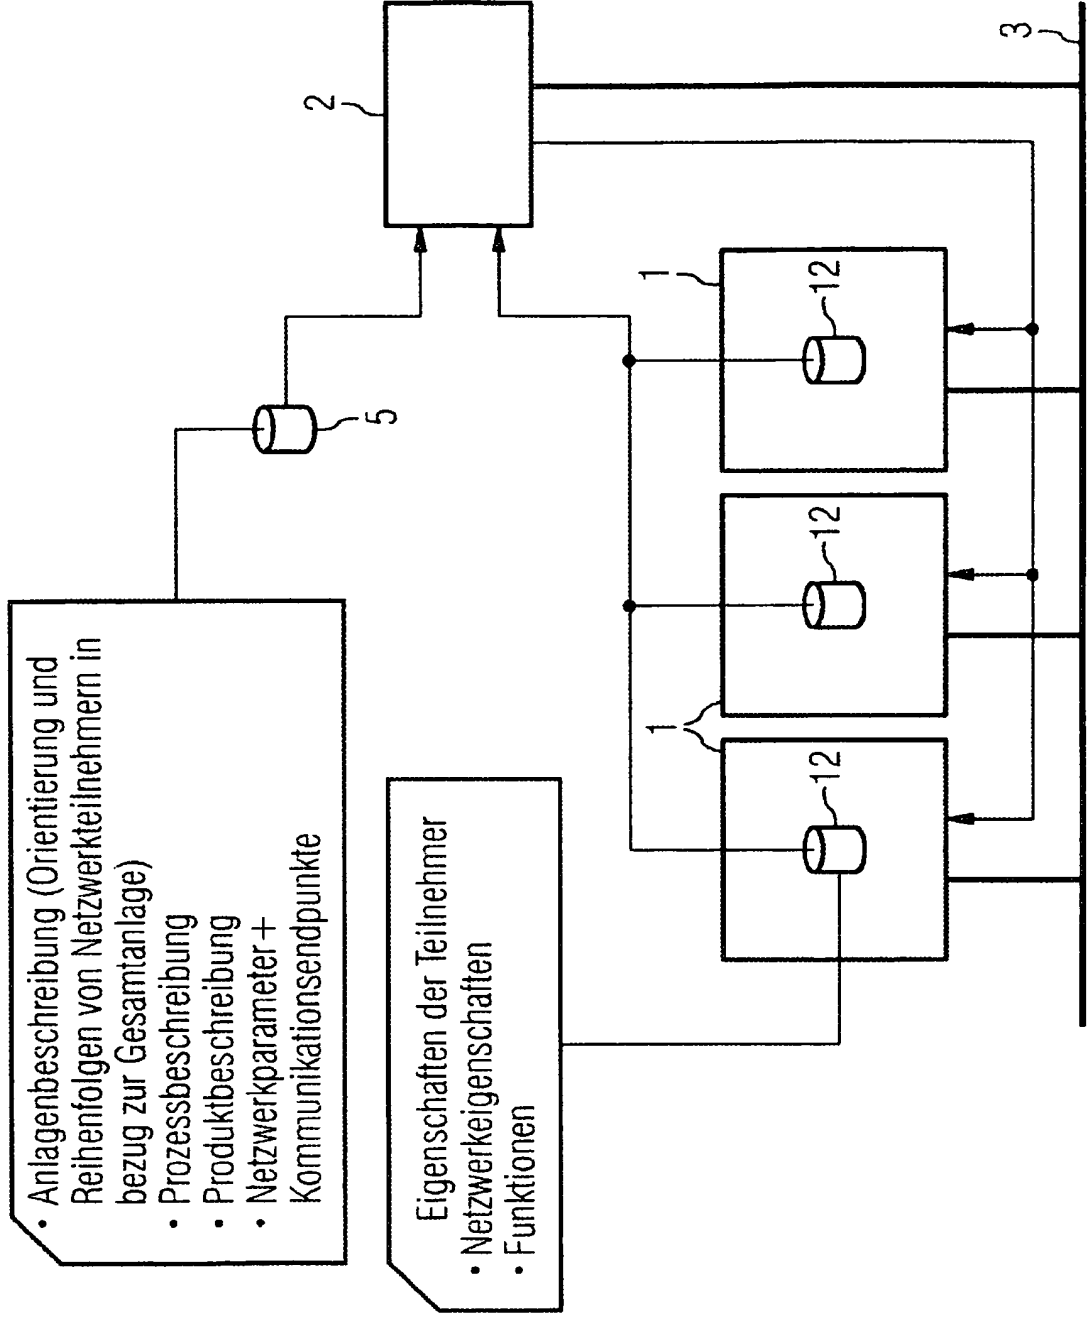 • Anlagenbeschreibung (Orientierung und
Reihenfolgen von Netzwerkteilnehmern in
bezug zur Gesamtanlage)
• Prozessbeschreibung
• Produktbeschreibung
• Netzwerkparameter+
Kommunikationsendpunkte
5
2
Eigenschaften der Teilnehmer
• Netzwerkeigenschaften
• Funktionen
1
1
12
12
12
3